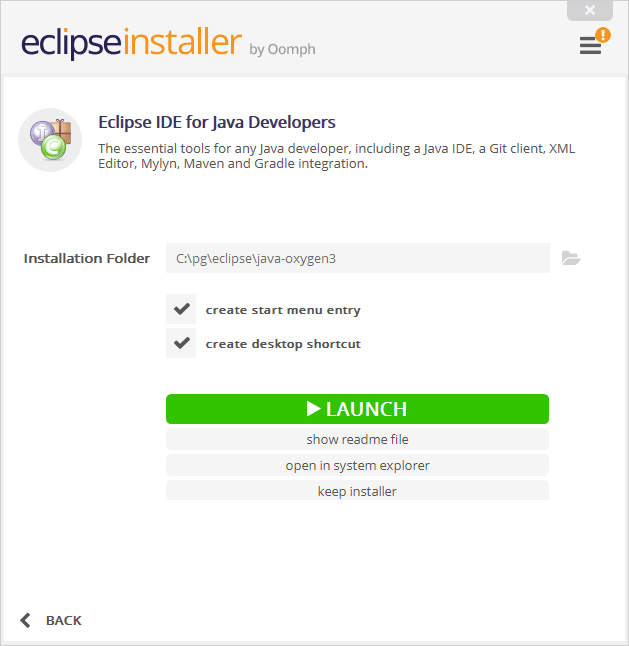 eclipseinstaller by Oomph
Eclipse IDE for Java Developers
The essential tools for any Java developer, including a Java IDE, a Git client, XML
Editor, Mylyn, Maven and Gradle integration.
Installation Folder C:\pg\eclipse\java-oxygen3
create start menu entry
create desktop shortcut
LAUNCH
show readme file
open in system explorer
keep installer
BACK